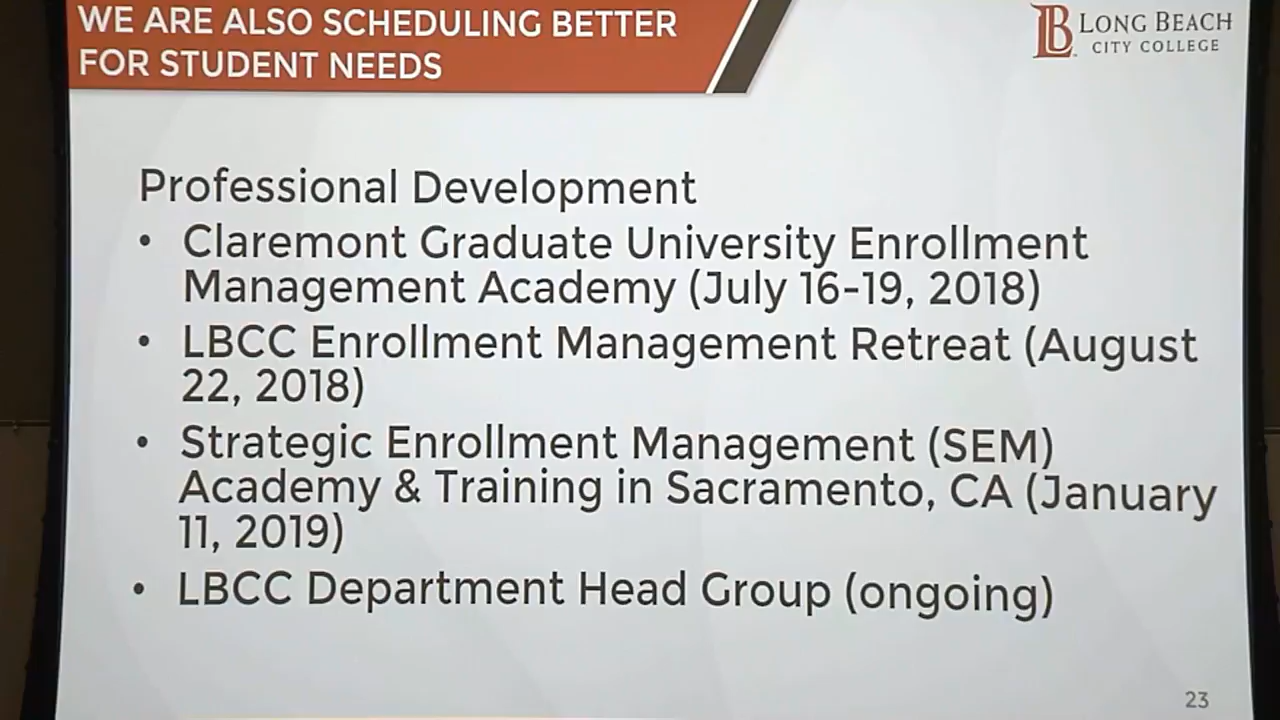 WE ARE ALSO SCHEDULING BETTER
FOR STUDENT NEEDS
LB LONG BEACH
CITY COLLEGE
Professional Development
• Claremont Graduate University Enrollment
Management Academy (July 16-19, 2018)
• LBCC Enrollment Management Retreat (August
22, 2018)
• Strategic Enrollment Management (SEM)
Academy & Training in Sacramento, CA (January
11, 2019)
• LBCC Department Head Group (ongoing)
23